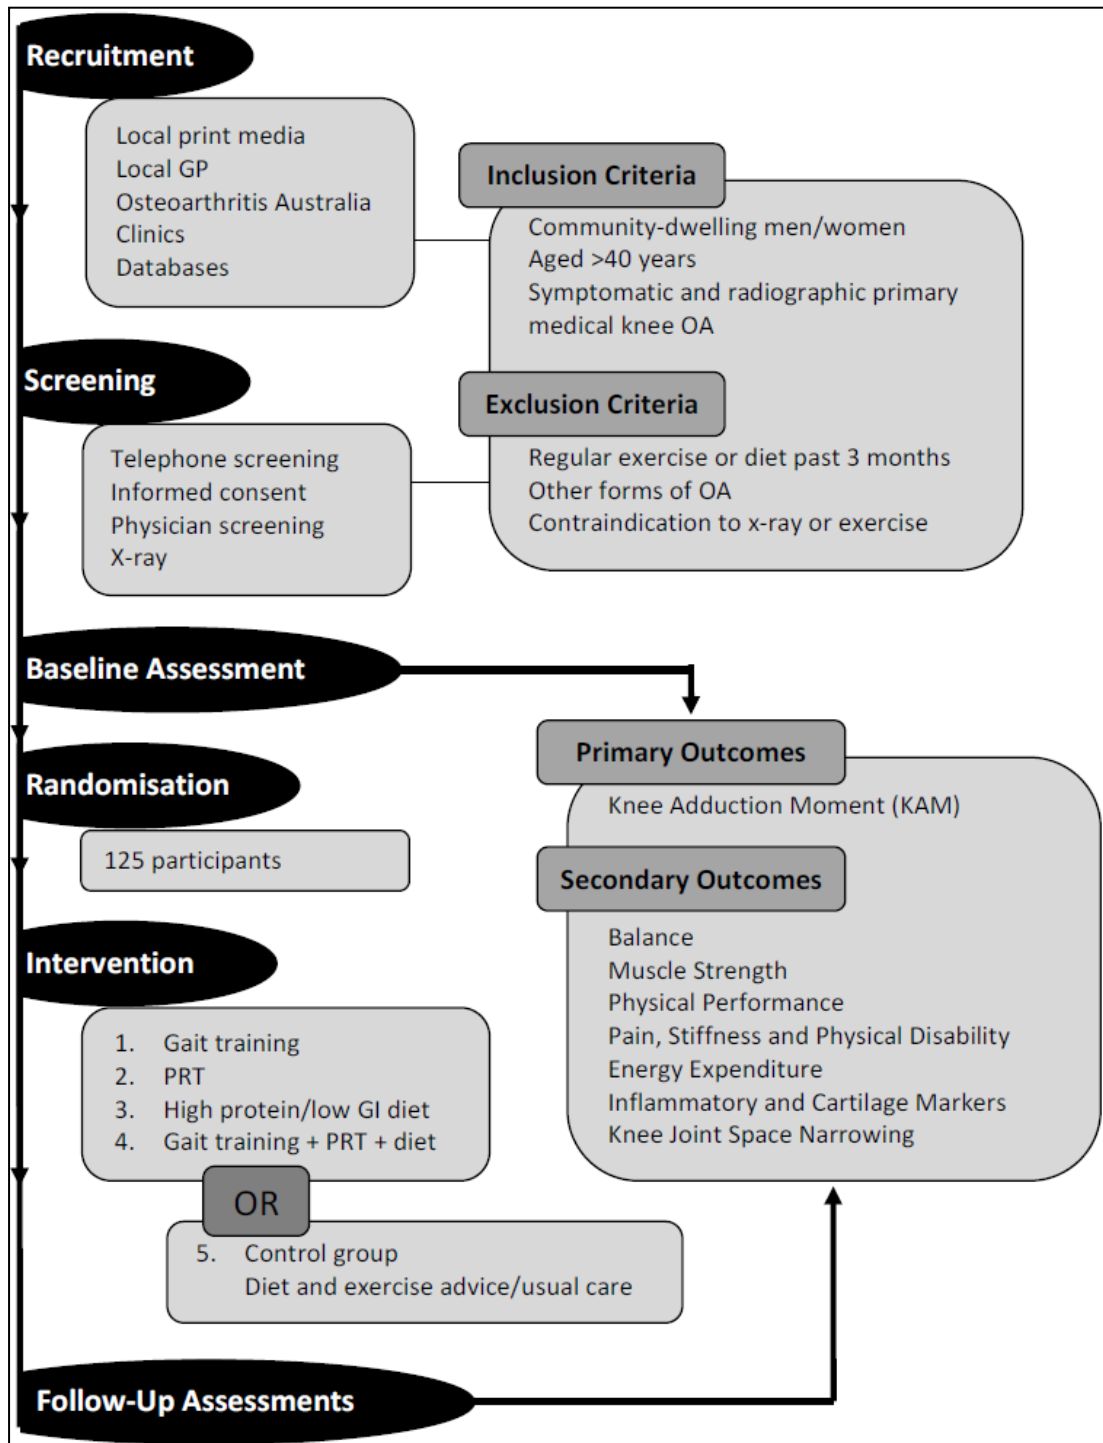 Recruitment
Local print media
Local GP
Osteoarthritis Australia
Clinics
Databases
Inclusion Criteria
Community-dwelling men/women
Aged >40 years
Symptomatic and radiographic primary
medical knee OA
Screening
Telephone screening
Informed consent
Physician screening
X-ray
Exclusion Criteria
Regular exercise or diet past 3 months
Other forms of OA
Contraindication to x-ray or exercise
Baseline Assessment
Primary Outcomes
Knee Adduction Moment (KAM)
Secondary Outcomes
Balance
Muscle Strength
Physical Performance
Pain, Stiffness and Physical Disability
Energy Expenditure
Inflammatory and Cartilage Markers
Knee Joint Space Narrowing
Randomisation
125 participants
Intervention
1. Gait training
2. PRT
3. High protein/low GI diet
4. Gait training + PRT + diet
OR
5. Control group
Diet and exercise advice/usual care
Follow-Up Assessments